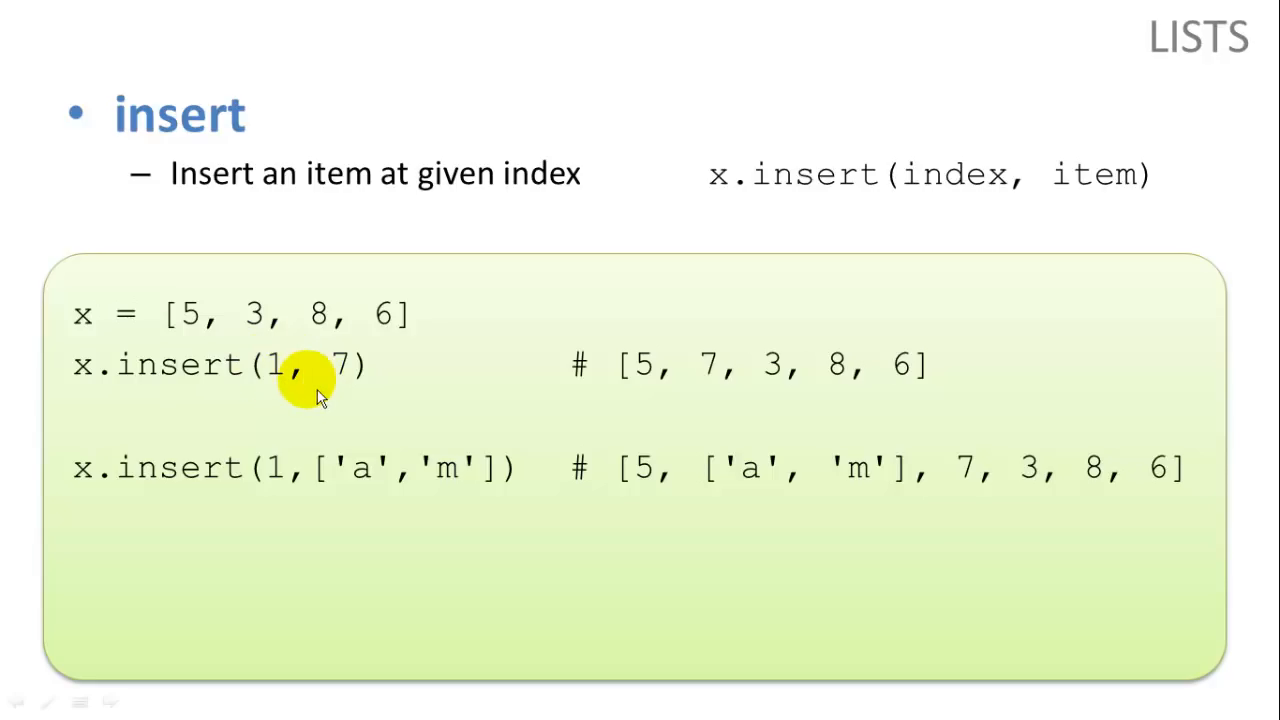 LISTS
• insert
– Insert an item at given index x.insert(index, item)
x = [5, 3, 8, 6]
x.insert(1, 7) # [5, 7, 3, 8, 6]
x.insert(1,['a','m']) # [5, ['a', 'm'], 7, 3, 8, 6]